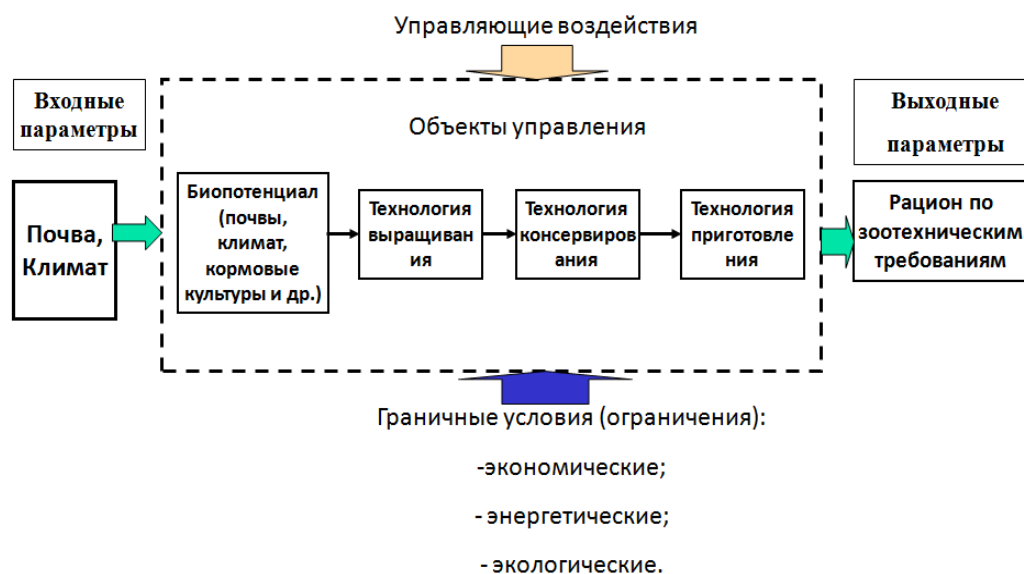 Управляющие воздействия
Входные
параметры
Выходные
параметры
Объекты управления
Почва,
Климат
Биопотенциал
(почвы,
климат,
кормовые
культуры и др.)
Технология
выращиван
ия
Технология
консервиров
ания
Технология
приготовле
ния
Рацион по
зоотехническим
требованиям
Граничные условия (ограничения):
-экономические;
- энергетические;
- экологические.